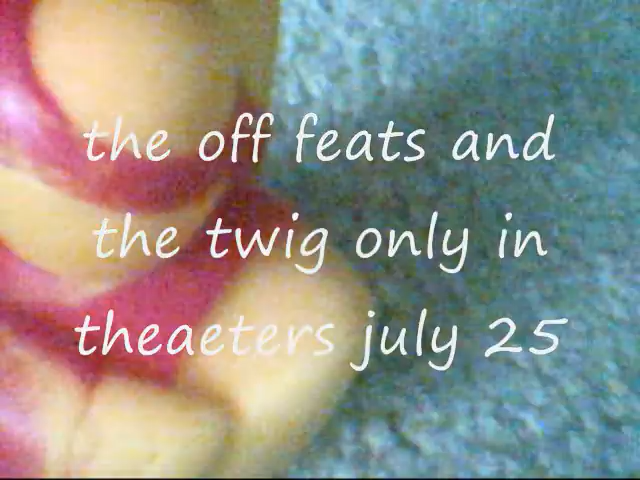 the off feats and
the twig only in
theaeters july 25